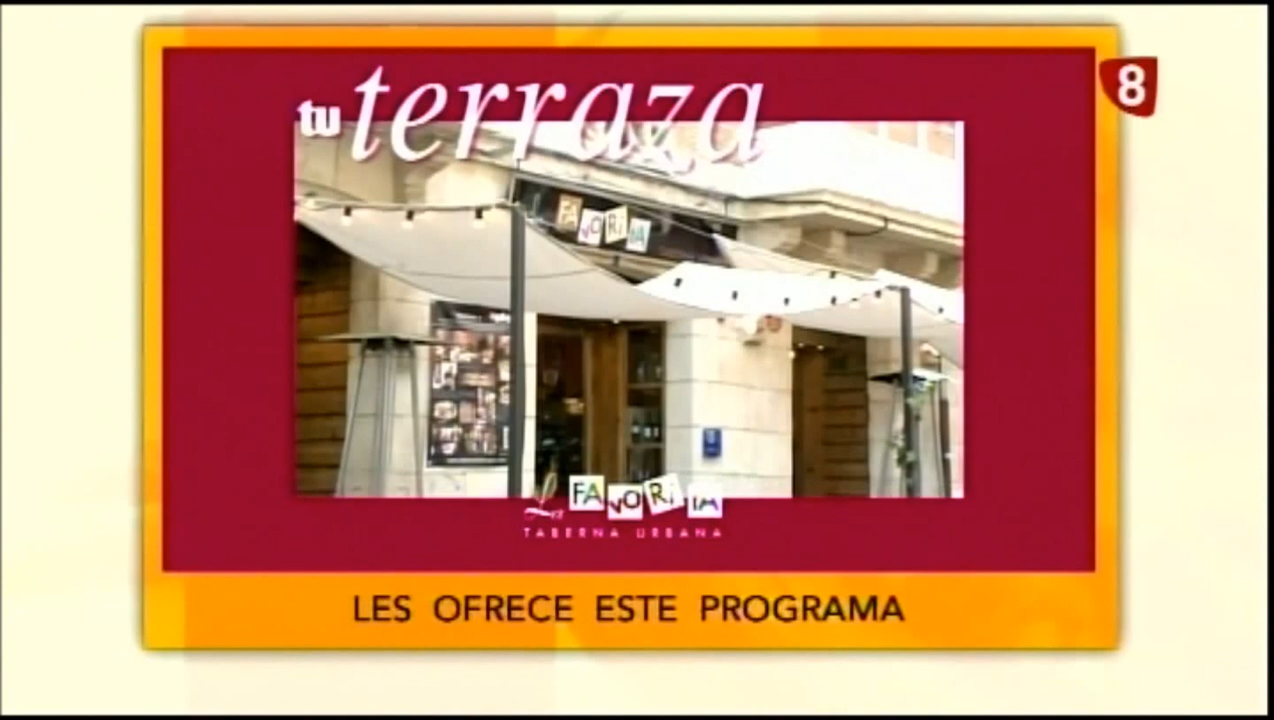 tu terraza
8
FAVORITA
La FAVORITA
TABERNA URBANA
LES OFRECE ESTE PROGRAMA